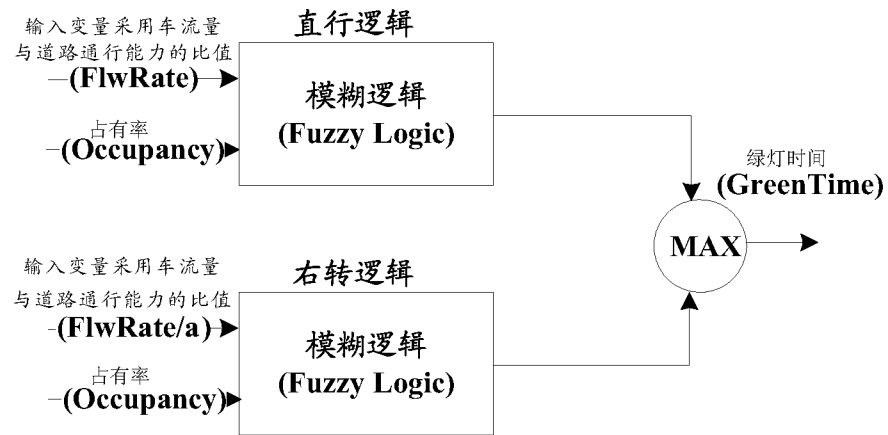 输入变量采用车流量
与道路通行能力的比值
(FlwRate)
占有率
(Occupancy)
直行逻辑
模糊逻辑
(Fuzzy Logic)
绿灯时间
(GreenTime)
MAX
输入变量采用车流量
与道路通行能力的比值
(FlwRate/a)
占有率
(Occupancy)
右转逻辑
模糊逻辑
(Fuzzy Logic)